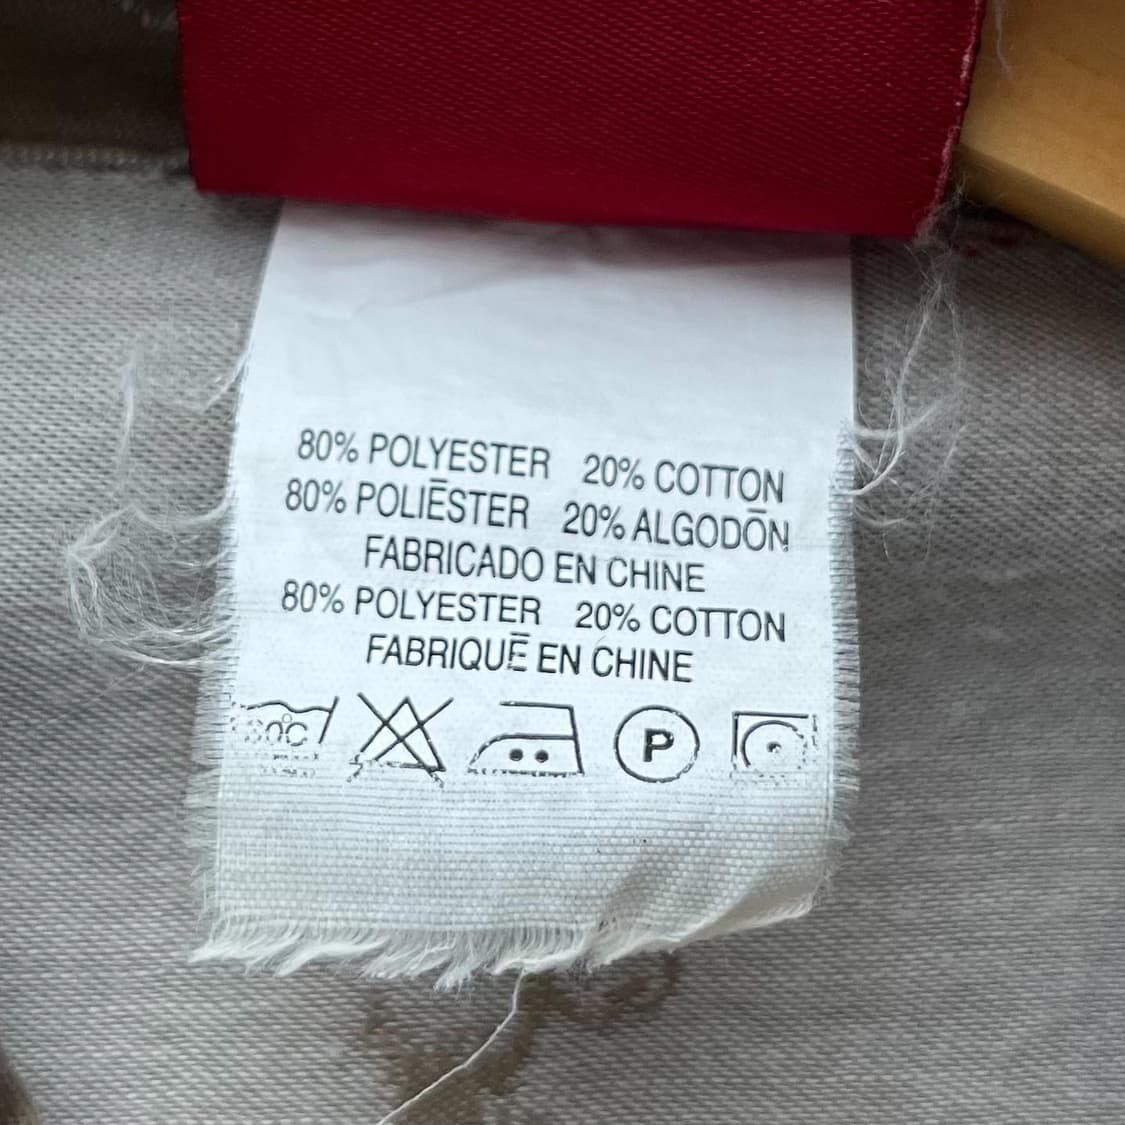 80% POLYESTER 20% COTTON
80% POLIĒSTER 20% ALGODŌN
FABRICADO EN CHINE
80% POLYESTER 20% COTTON
FABRIQUĒ EN CHINE
P